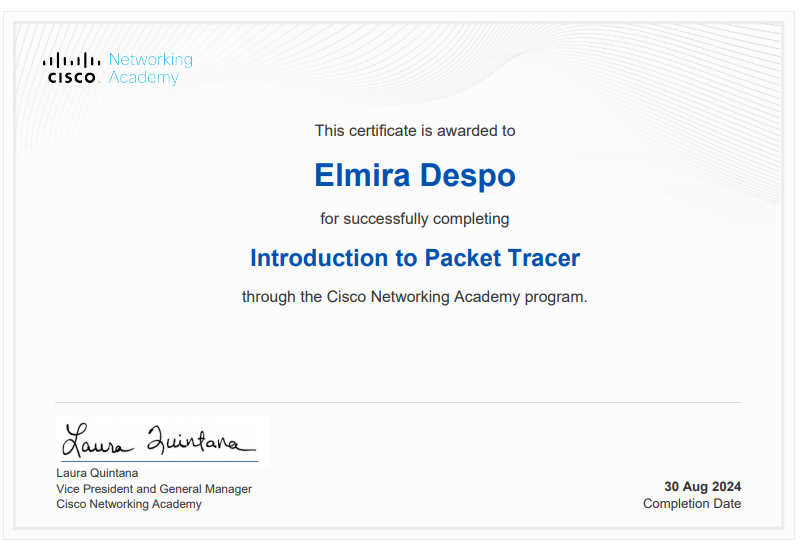 Networking
CISCO Academy
This certificate is awarded to
Elmira Despo
for successfully completing
Introduction to Packet Tracer
through the Cisco Networking Academy program.
Laura Quintana
Laura Quintana
Vice President and General Manager
Cisco Networking Academy
30 Aug 2024
Completion Date